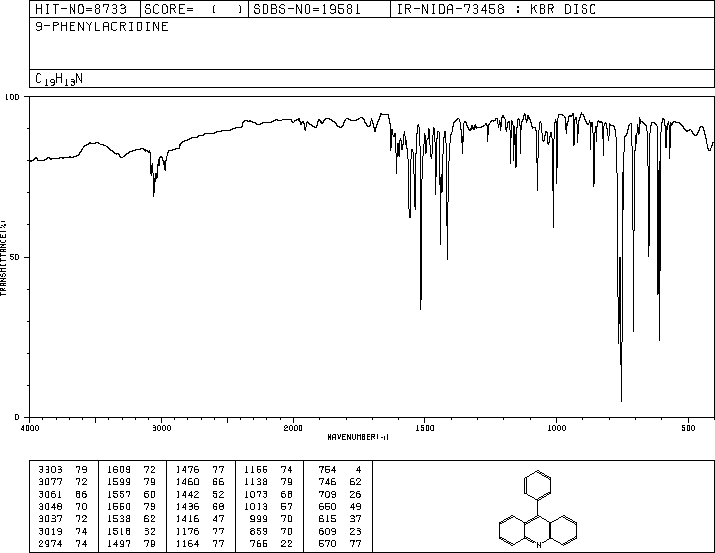 HIT-NO=8733 SCORE= ( ) SDBS-NO=19581 IR-NIDA-73458 : KBR DISC
9-PHENYLACRIDINE
C19H13N
100
50
0
TRANSMITTANCE(%)
4000 3000 2000 1500 1000 500
WAVENUMBER(-1)
3303 79 1609 72 1476 77 1166 74 754 4
3077 72 1599 79 1460 66 1138 79 746 62
3061 66 1557 60 1442 52 1073 68 709 26
3048 70 1550 79 1436 68 1013 57 650 49
3037 72 1538 62 1416 47 999 70 615 37
3019 74 1518 32 1176 77 859 70 609 23
2974 74 1497 79 1164 77 766 22 570 77
N